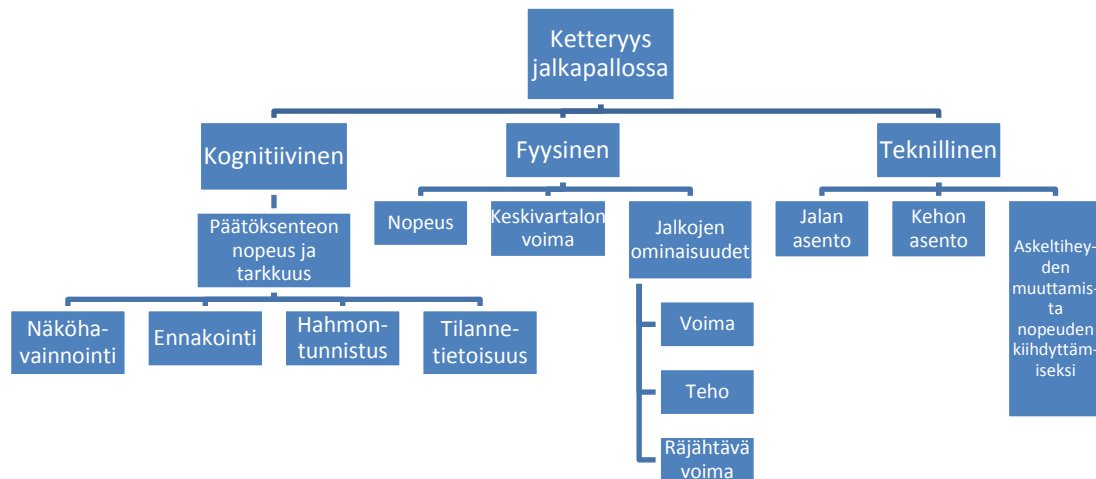 Ketteryys
jalkapallossa
Kognitiivinen
Fyysinen
Teknillinen
Päätöksenteon
nopeus ja
tarkkuus
Nopeus
Keskivartalon
voima
Jalkojen
ominaisuudet
Jalan
asento
Kehon
asento
Askeltihey-
den
muuttamis-
ta
nopeuden
kiihdyttäm-
iseksi
Näköha-
vainnointi
Ennakointi
Hahmon-
tunnistus
Tilanne-
tietoisuus
Voima
Teho
Räjähtävä
voima